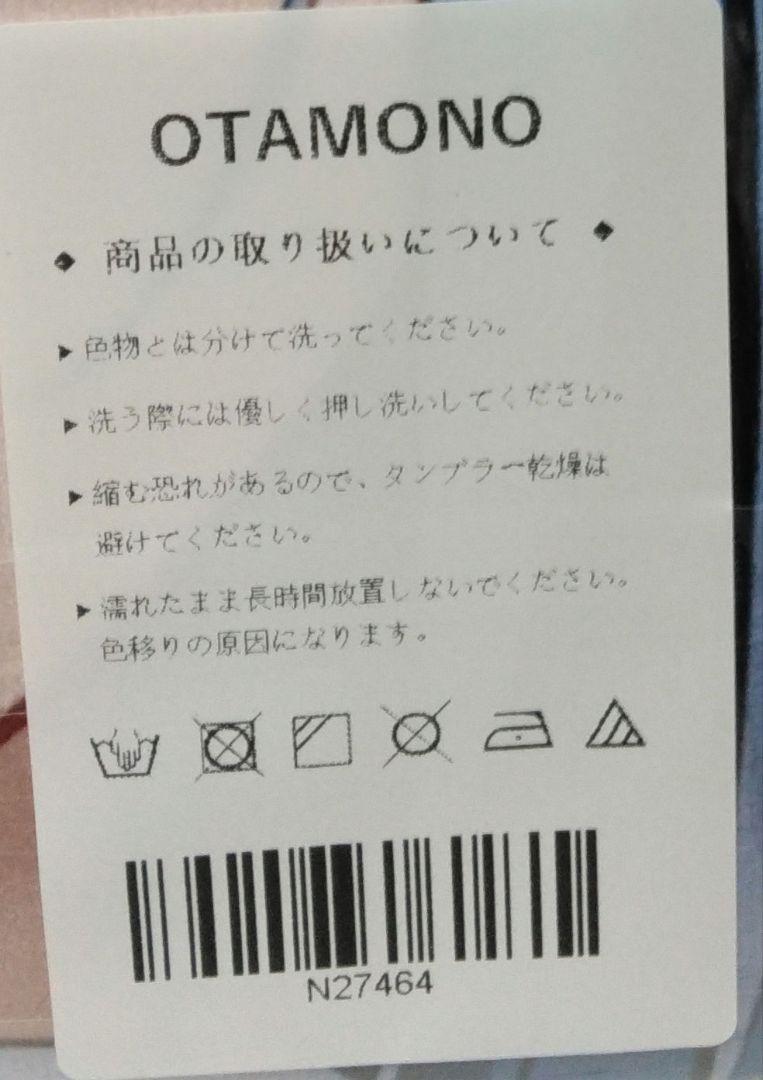 OTAMONO
◆ 商品の取り扱いについて ◆
▶ 色物とは分けて洗ってください。
▶ 洗う際には優しく押し洗いしてください。
▶ 縮む恐れがあるので、タンブラー乾燥は
避けてください。
▶ 濡れたまま長時間放置しないでください。
色移りの原因になります。
N27464